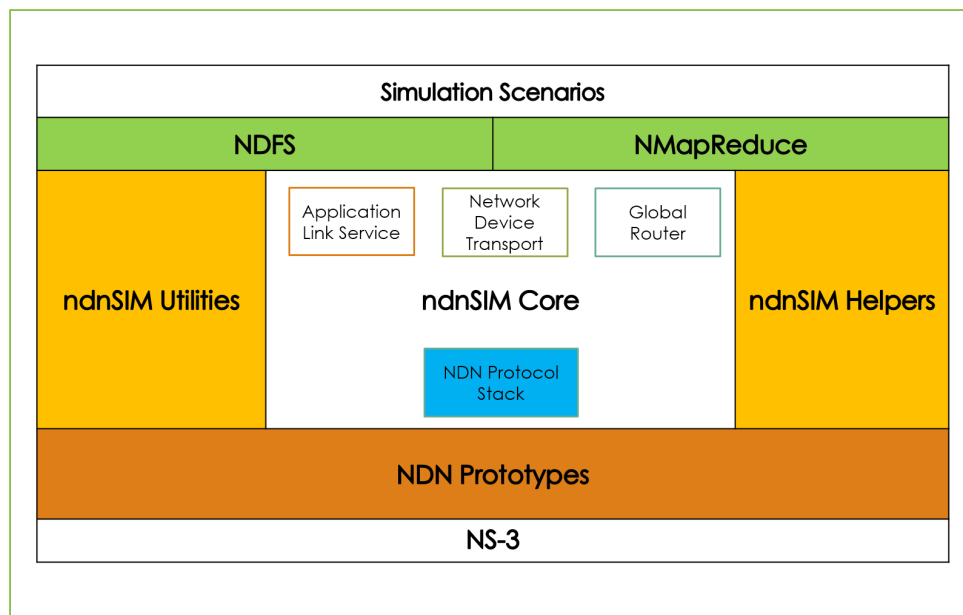 Simulation Scenarios
NDFS
NMapReduce
Application
Link Service
Network
Device
Transport
Global
Router
ndnSIM Utilities
ndnSIM Core
ndnSIM Helpers
NDN Protocol
Stack
NDN Prototypes
NS-3